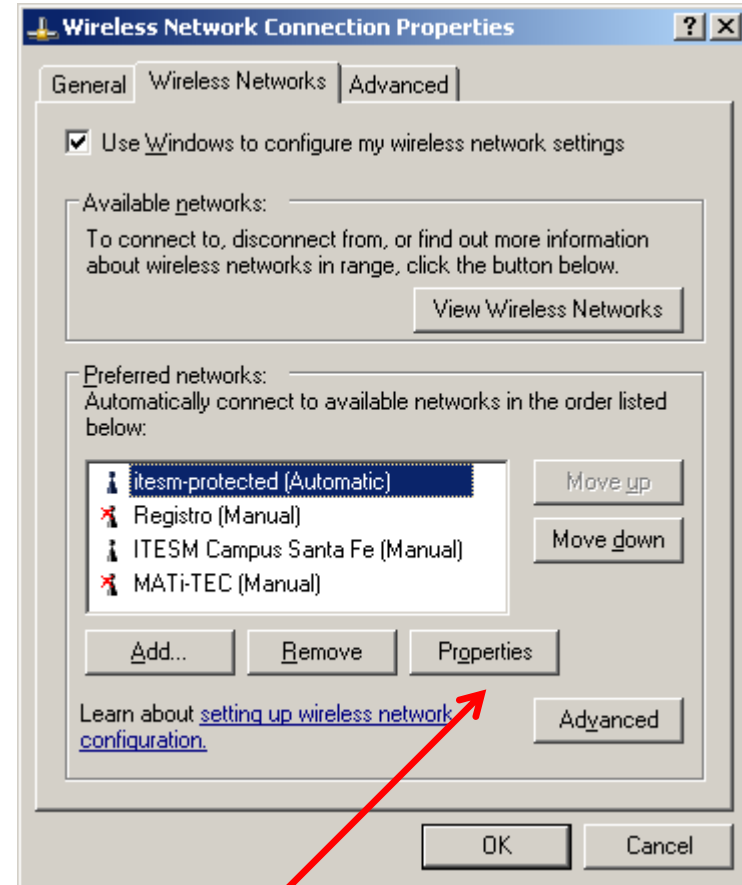 Wireless Network Connection Properties
General Wireless Networks Advanced
Use Windows to configure my wireless network settings
Available networks:
To connect to, disconnect from, or find out more information
about wireless networks in range, click the button below.
View Wireless Networks
Preferred networks:
Automatically connect to available networks in the order listed
below:
itesm-protected (Automatic)
Move up
Registro (Manual)
ITESM Campus Santa Fe (Manual)
Move down
MATi-TEC (Manual)
Add... Remove Properties
Learn about setting up wireless network
configuration.
Advanced
OK Cancel